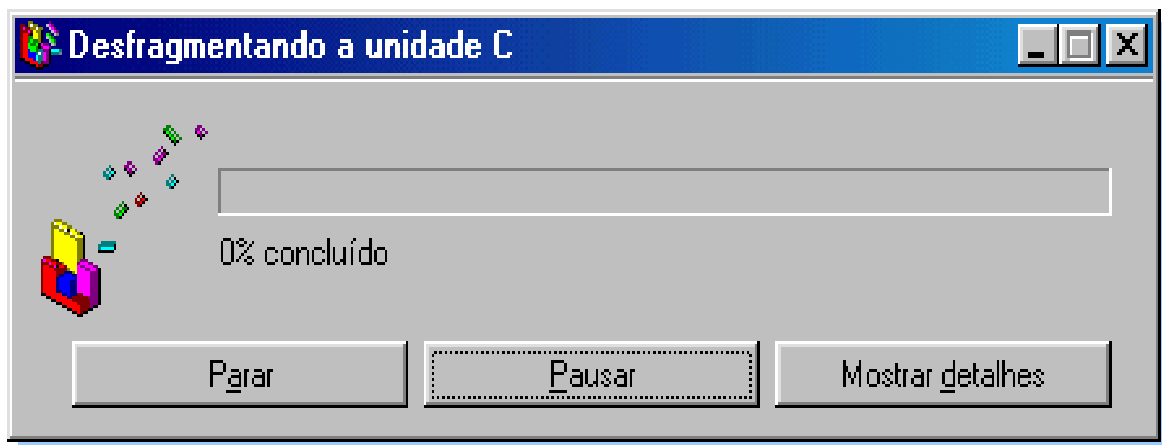 Desfragmentando a unidade C
0% concluído
Parar
Pausar
Mostrar detalhes